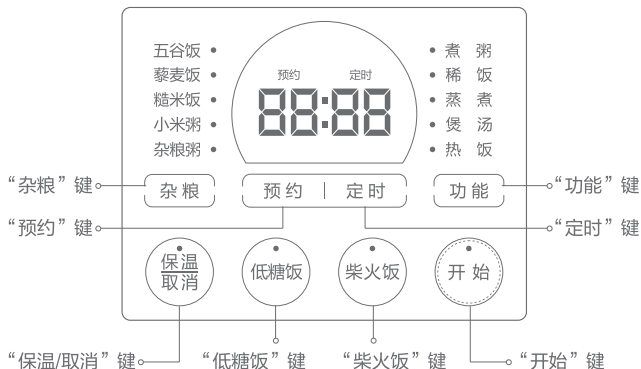 预约 定时
88:88
五谷饭
藜麦饭
糙米饭
小米粥
杂粮粥
煮 粥
稀 饭
蒸 煮
煲 汤
热 饭
“杂粮”键
杂粮
预约 | 定时
功能
“功能”键
“预约”键
“定时”键
保温
取消
低糖饭
柴火饭
开始
“保温/取消”键
“低糖饭”键
“柴火饭”键
“开始”键